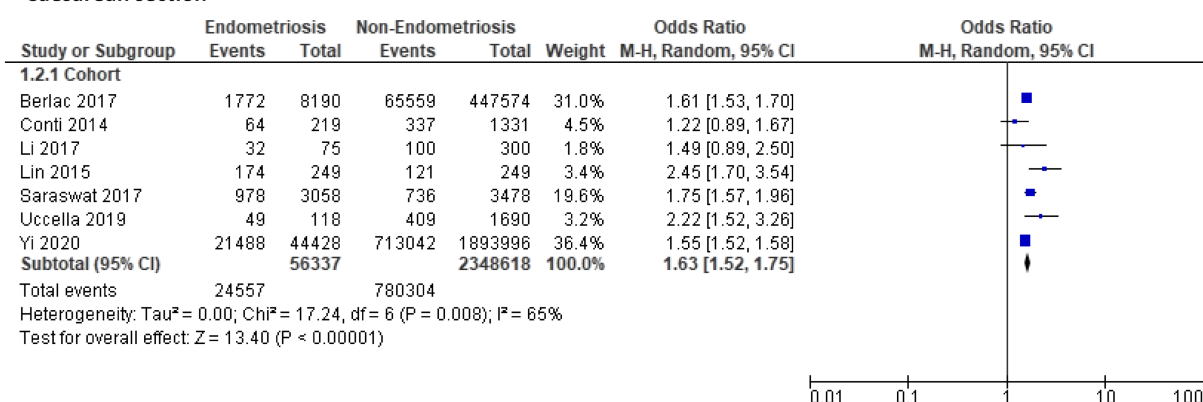 Endometriosis Non-Endometriosis Odds Ratio Odds Ratio
Study or Subgroup Events Total Events Total Weight M-H, Random, 95% CI M-H, Random, 95% CI
1.2.1 Cohort
Berlac 2017 1772 8190 65559 447574 31.0% 1.61 [1.53, 1.70]
Conti 2014 64 219 337 1331 4.5% 1.22 [0.89, 1.67]
Li 2017 32 75 100 300 1.8% 1.49 [0.89, 2.50]
Lin 2015 174 249 121 249 3.4% 2.45 [1.70, 3.54]
Saraswat 2017 978 3058 736 3478 19.6% 1.75 [1.57, 1.96]
Uccella 2019 49 118 409 1690 3.2% 2.22 [1.52, 3.26]
Yi 2020 21488 44428 713042 1893996 36.4% 1.55 [1.52, 1.58]
Subtotal (95% CI) 56337 2348618 100.0% 1.63 [1.52, 1.75]
Total events 24557 780304
Heterogeneity: Tau² = 0.00; Chi² = 17.24, df = 6 (P = 0.008); I² = 65%
Test for overall effect: Z = 13.40 (P < 0.00001)
0.01 0.1 1 10 100